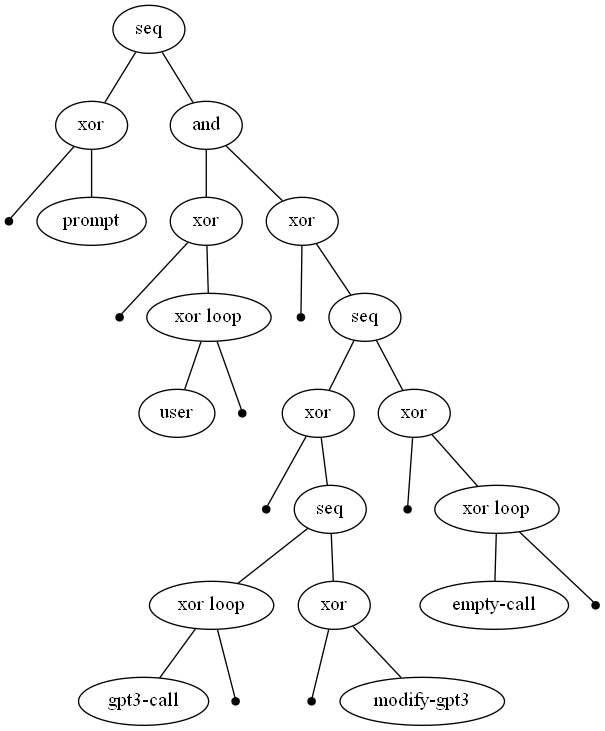 seq
xor
and
prompt
xor
xor
xor loop
seq
user
xor
xor
seq
xor loop
xor loop
xor
empty-call
gpt3-call
modify-gpt3